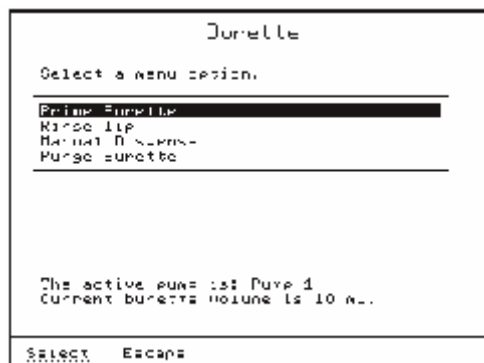 Burette
Select a menu option.
Prime Burette
Rinse Tip
Manual Dispense
Purge Burette
The active pump is: Pump 1
Current burette volume is 10 mL.
Select Escape